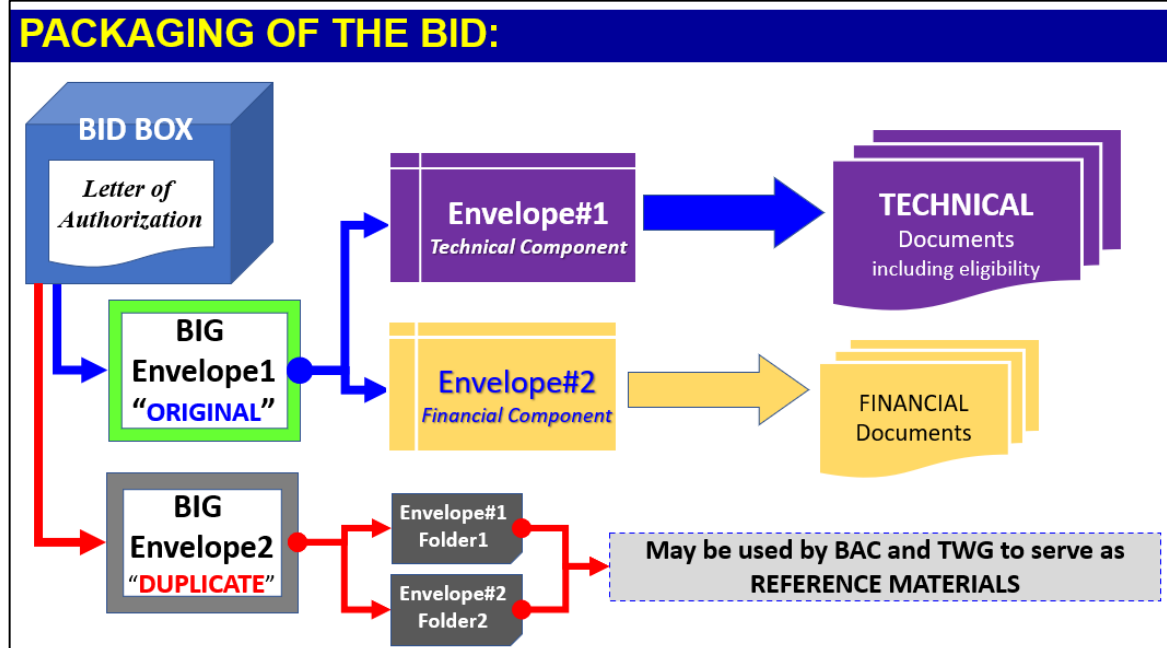 PACKAGING OF THE BID:
BID BOX
Letter of
Authorization
BIG
Envelope1
“ORIGINAL”
Envelope#1
Technical Component
TECHNICAL
Documents
including eligibility
Envelope#2
Financial Component
FINANCIAL
Documents
BIG
Envelope2
“DUPLICATE”
Envelope#1
Folder1
Envelope#2
Folder2
May be used by BAC and TWG to serve as
REFERENCE MATERIALS